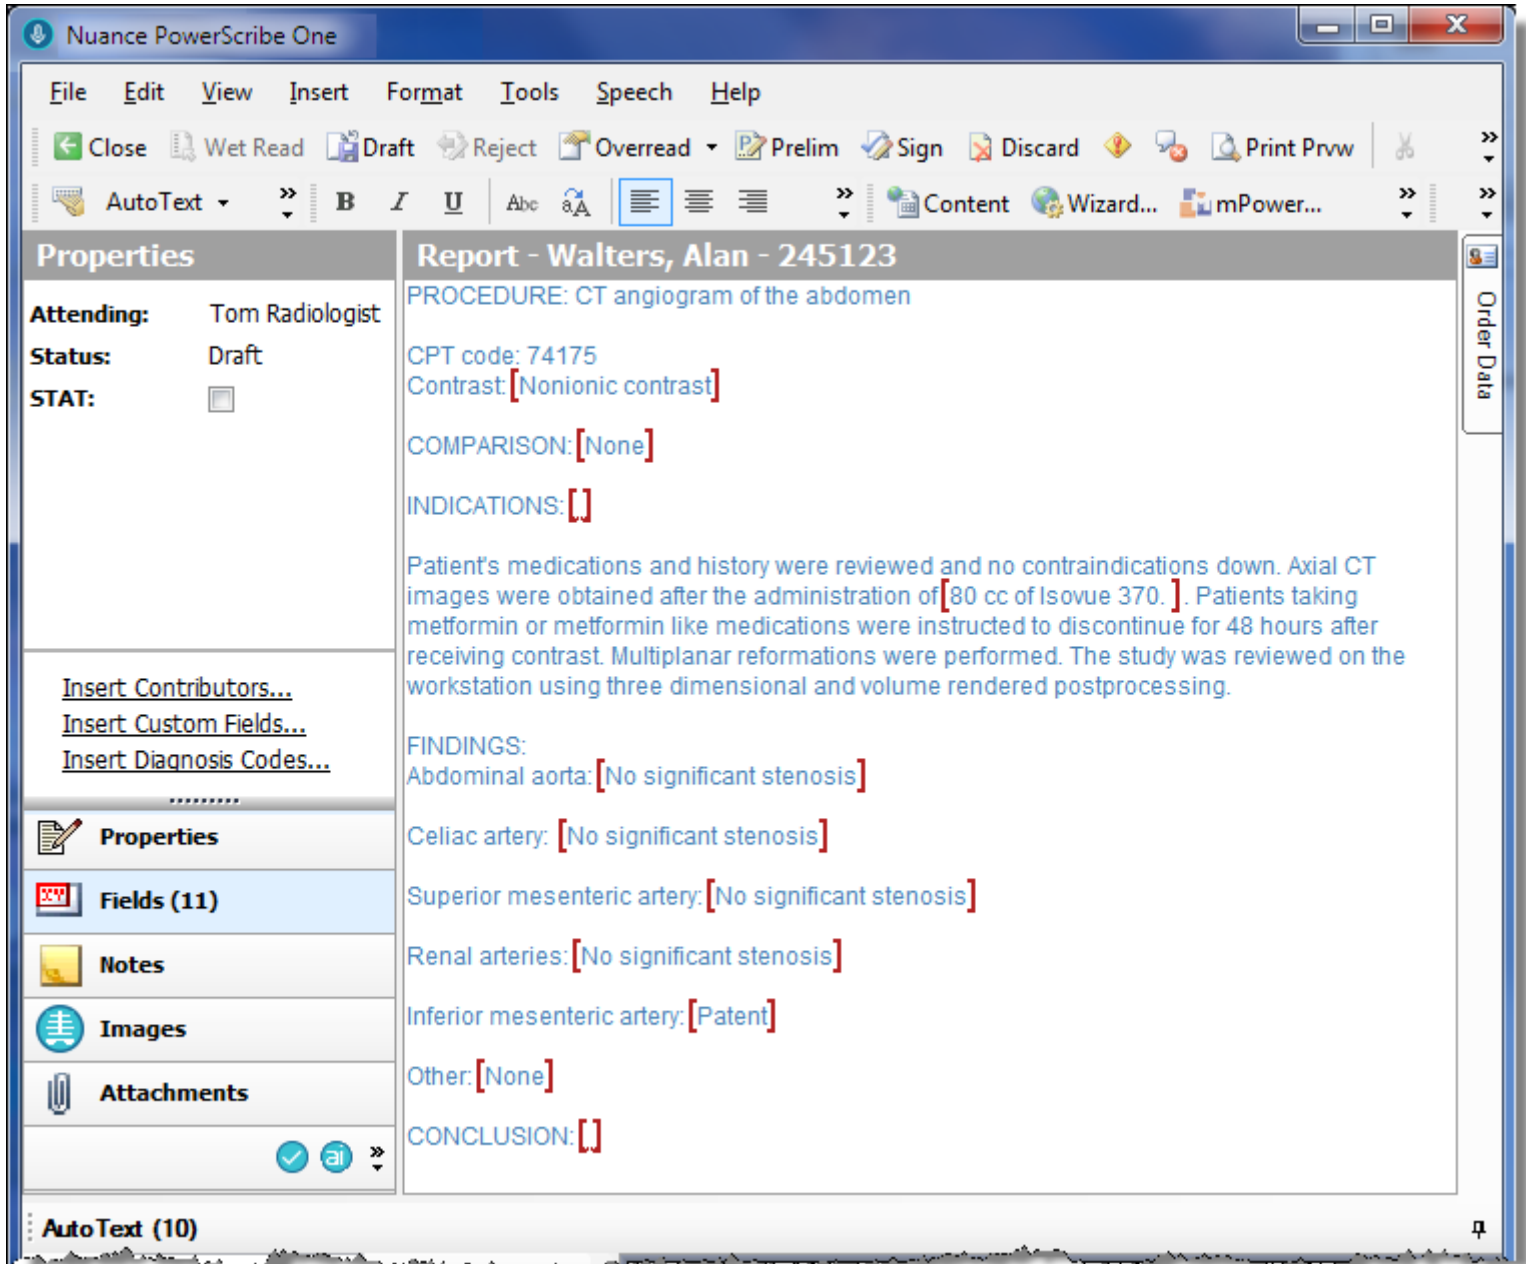 Nuance PowerScribe One
File Edit View Insert Format Tools Speech Help
Close Wet Read Draft Reject Overread Prelim Sign Discard Print Prvw
AutoText B I U Abc aA Content Wizard... mPower...
Properties
Attending: Tom Radiologist
Status: Draft
STAT:
Insert Contributors...
Insert Custom Fields...
Insert Diagnosis Codes...
Properties
Fields (11)
Notes
Images
Attachments
ai
Report - Walters, Alan - 245123
PROCEDURE: CT angiogram of the abdomen
CPT code: 74175
Contrast: [Nonionic contrast]
COMPARISON: [None]
INDICATIONS: [ ]
Patient's medications and history were reviewed and no contraindications down. Axial CT
images were obtained after the administration of [80 cc of Isovue 370. ] . Patients taking
metformin or metformin like medications were instructed to discontinue for 48 hours after
receiving contrast. Multiplanar reformations were performed. The study was reviewed on the
workstation using three dimensional and volume rendered postprocessing.
FINDINGS:
Abdominal aorta: [No significant stenosis]
Celiac artery: [No significant stenosis]
Superior mesenteric artery: [No significant stenosis]
Renal arteries: [No significant stenosis]
Inferior mesenteric artery: [Patent]
Other: [None]
CONCLUSION: [ ]
Order Data
AutoText (10)